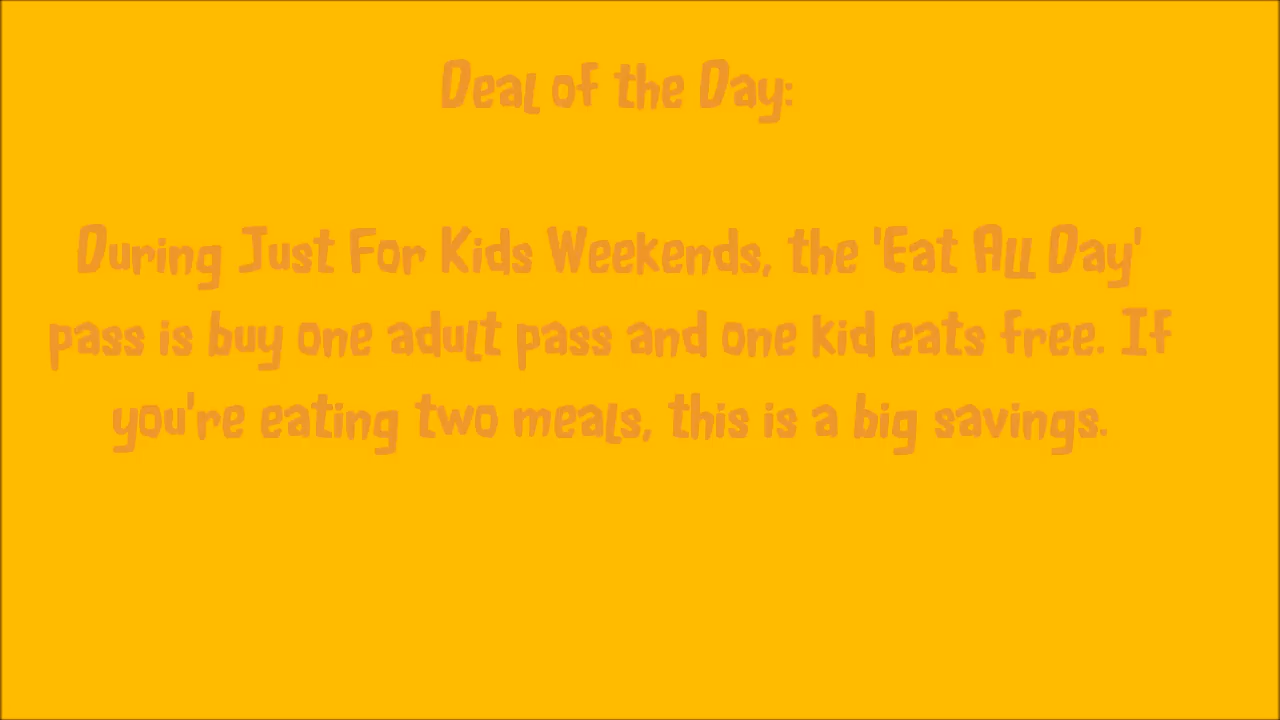 Deal of the Day:
During Just For Kids Weekends, the 'Eat All Day'
pass is buy one adult pass and one kid eats free. If
you're eating two meals, this is a big savings.